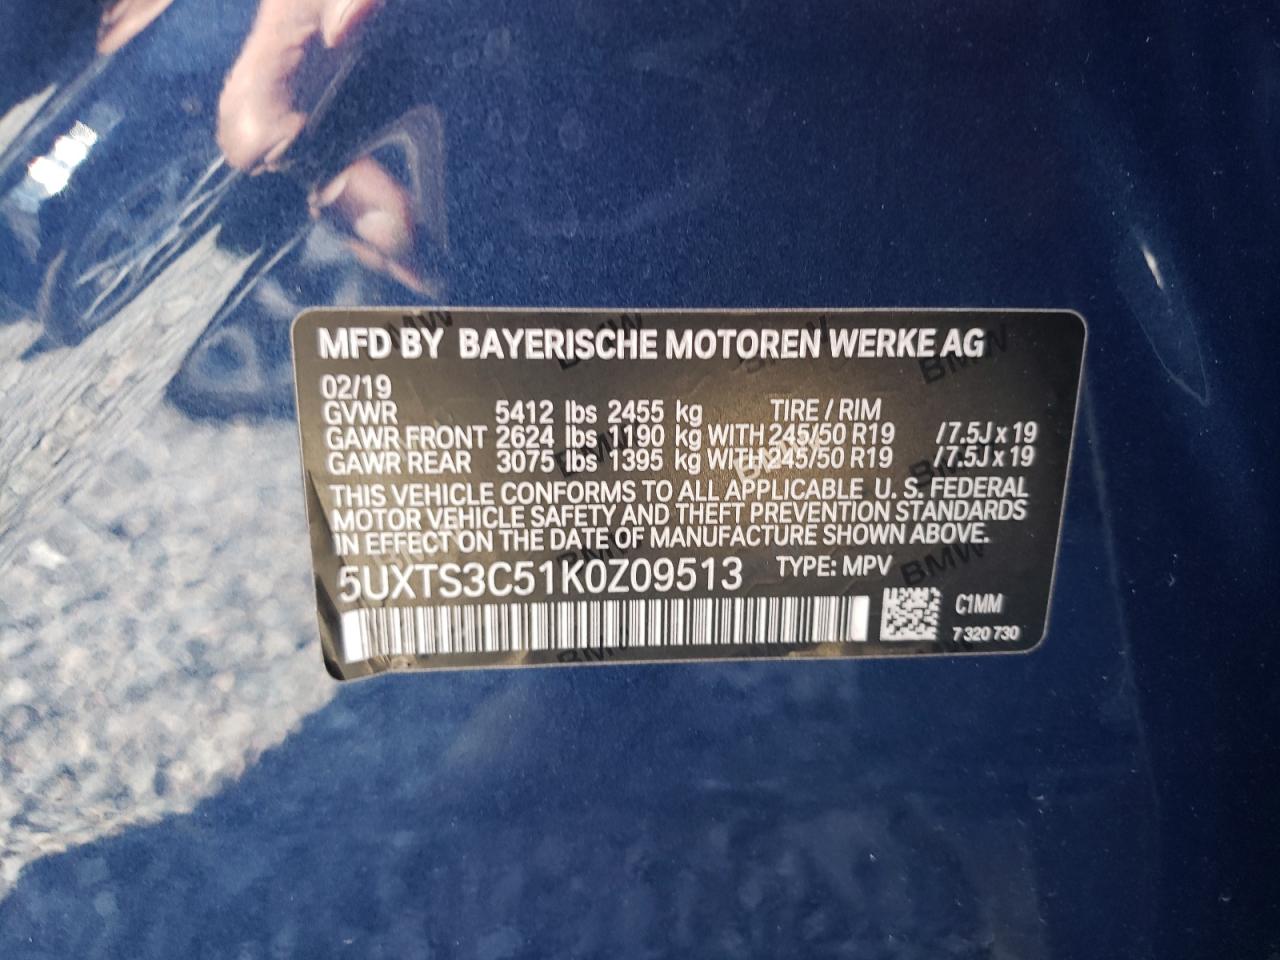 MFD BY BAYERISCHE MOTOREN WERKE AG
02/19
GVWR 5412 lbs 2455 kg TIRE / RIM
GAWR FRONT 2624 lbs 1190 kg WITH 245/50 R19 /7.5J x 19
GAWR REAR 3075 lbs 1395 kg WITH 245/50 R19 /7.5J x 19
THIS VEHICLE CONFORMS TO ALL APPLICABLE U. S. FEDERAL
MOTOR VEHICLE SAFETY AND THEFT PREVENTION STANDARDS
IN EFFECT ON THE DATE OF MANUFACTURE SHOWN ABOVE.
5UXTS3C51K0Z09513 TYPE: MPV
C1MM
7 320 730